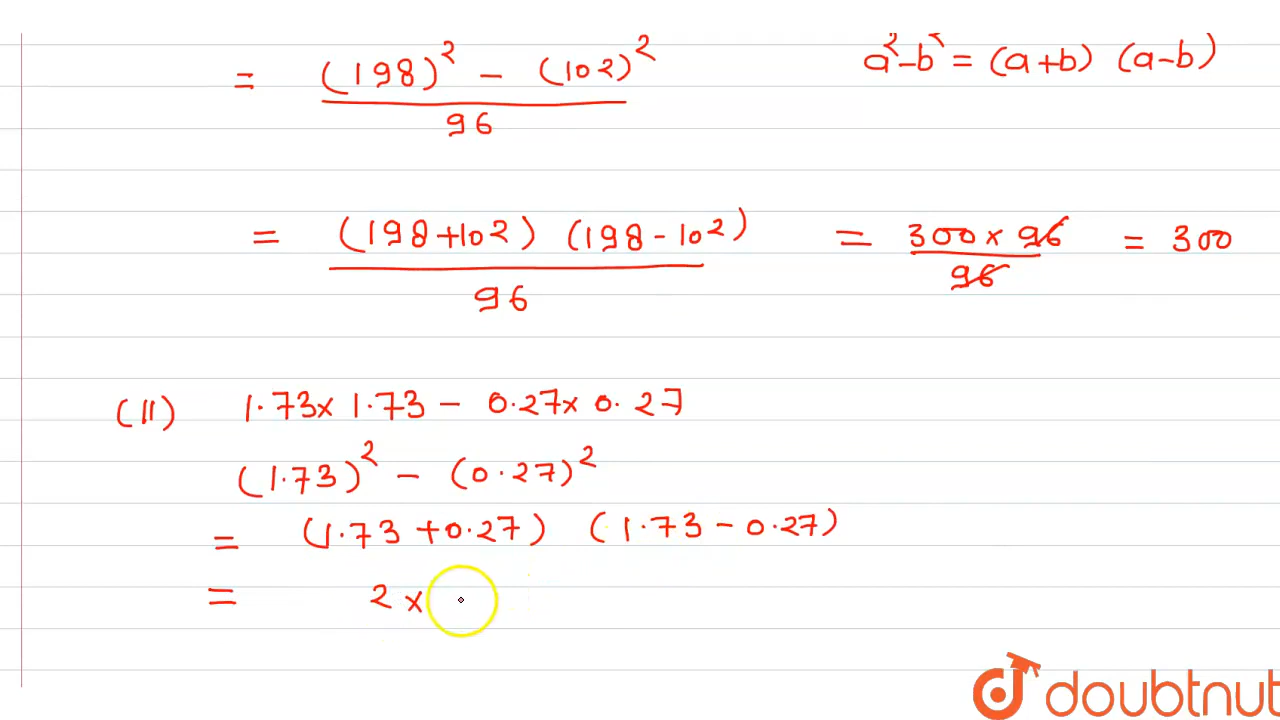 = (198)² - (102)² / 96
a²-b² = (a+b) (a-b)
= (198+102) (198-102) / 96 = 300 × 96 / 96 = 300
(II) 1.73 × 1.73 - 0.27 × 0.27
(1.73)² - (0.27)²
= (1.73 + 0.27) (1.73 - 0.27)
= 2 ×
doubtnut